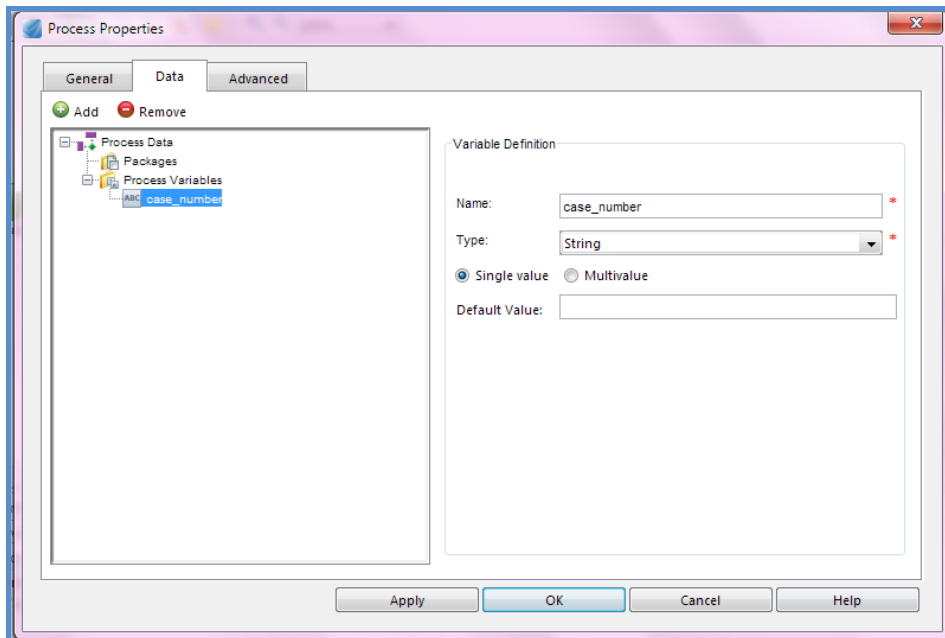 Process Properties
General Data Advanced
Add Remove
Process Data
Packages
Process Variables
ABC case_number
Variable Definition
Name: case_number *
Type: String *
Single value Multivalue
Default Value:
Apply OK Cancel Help